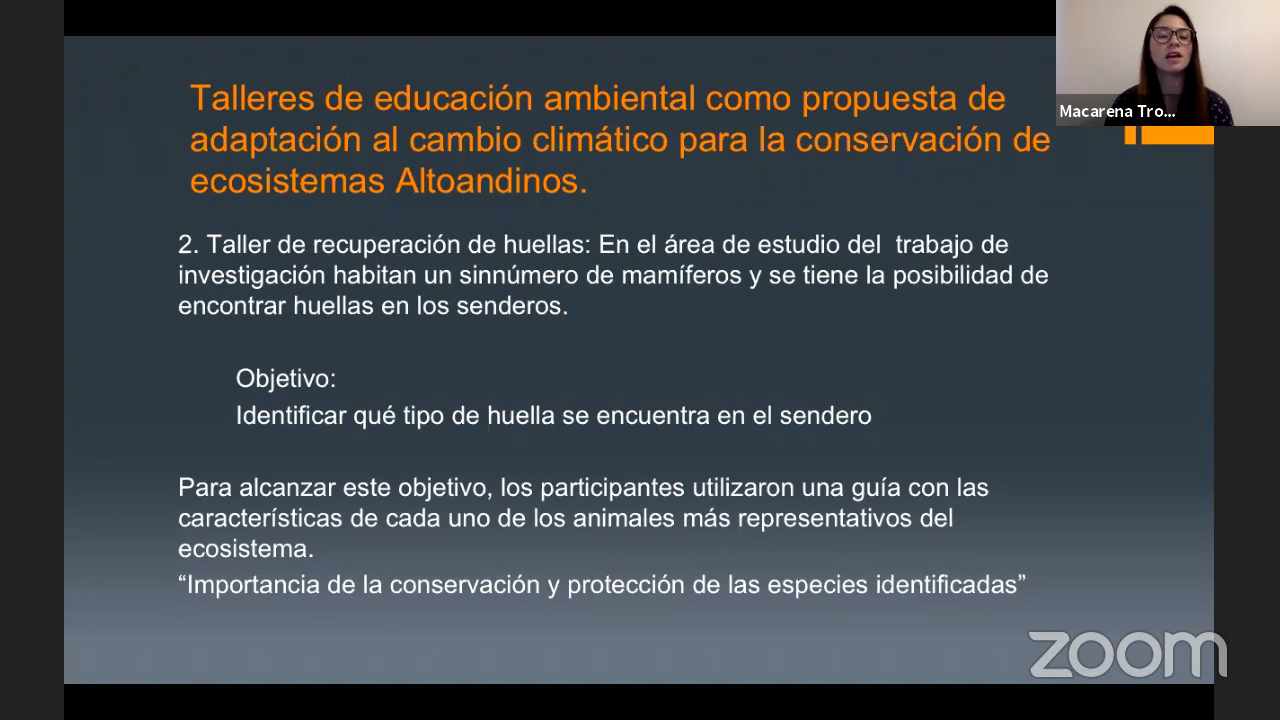 Talleres de educación ambiental como propuesta de
adaptación al cambio climático para la conservación de
ecosistemas Altoandinos.
Macarena Tro...
2. Taller de recuperación de huellas: En el área de estudio del  trabajo de
investigación habitan un sinnúmero de mamíferos y se tiene la posibilidad de
encontrar huellas en los senderos.
Objetivo:
Identificar qué tipo de huella se encuentra en el sendero
Para alcanzar este objetivo, los participantes utilizaron una guía con las
características de cada uno de los animales más representativos del
ecosistema.
“Importancia de la conservación y protección de las especies identificadas”
zoom